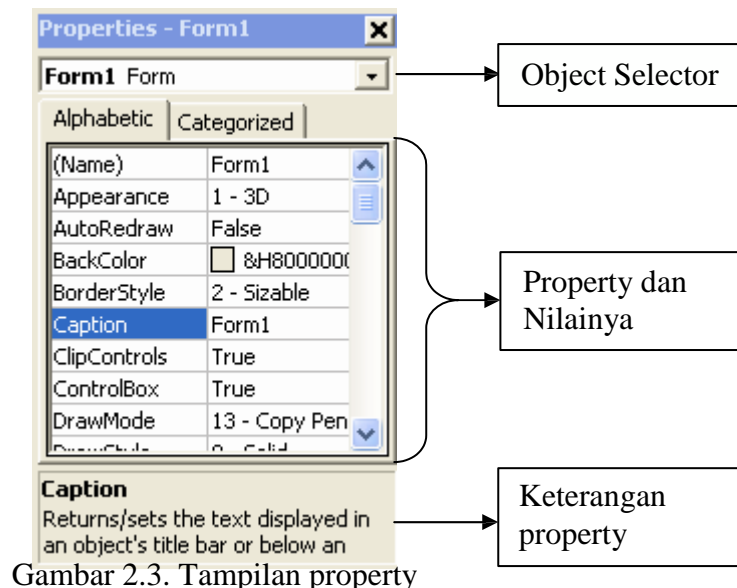 Properties - Form1
Form1 Form
Object Selector
Alphabetic Categorized
(Name) Form1
Appearance 1 - 3D
AutoRedraw False
BackColor &H8000000
BorderStyle 2 - Sizable
Caption Form1
ClipControls True
ControlBox True
DrawMode 13 - Copy Pen
Property dan
Nilainya
Caption
Returns/sets the text displayed in
an object's title bar or below an
Keterangan
property
Gambar 2.3. Tampilan property